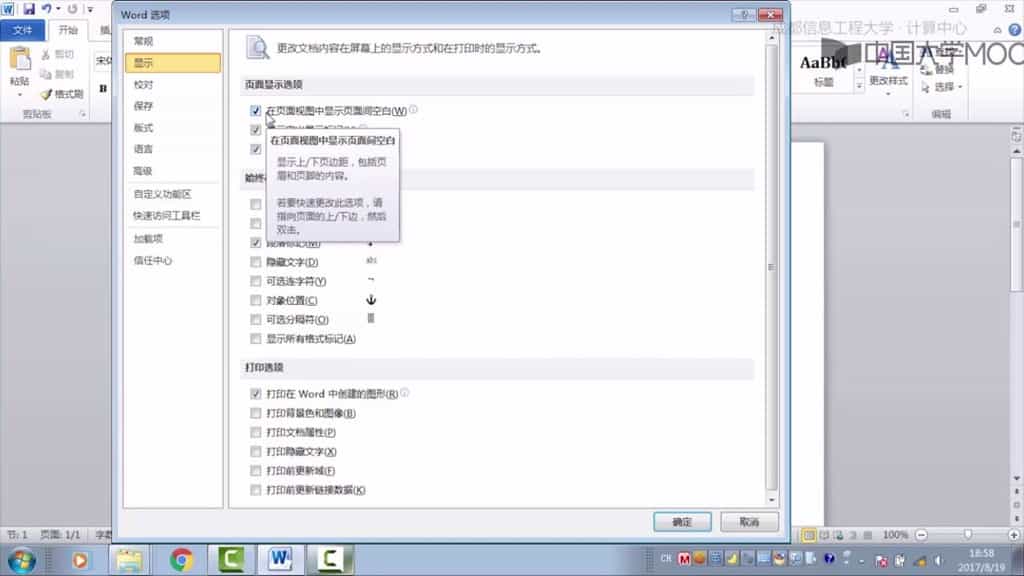 Word 选项
成都信息工程大学·计算中心
中国大学MOOC
文件
开始
粘贴
剪切
复制
格式刷
剪贴板
宋体
B
AaBb
标题
更改样式
替换
选择
编辑
常规
显示
校对
保存
版式
语言
高级
自定义功能区
快速访问工具栏
加载项
信任中心
更改文档内容在屏幕上的显示方式和在打印时的显示方式。
页面显示选项
在页面视图中显示页面间空白(W)
在页面视图中显示页面间空白
显示上/下页边距，包括页
眉和页脚的内容。
若要快速更改此选项，请
指向页面的上/下边，然后
双击。
始终
段落标记(M)
隐藏文字(D) abc
可选连字符(Y)
对象位置(C)
可选分隔符(O)
显示所有格式标记(A)
打印选项
打印在 Word 中创建的图形(R)
打印背景色和图像(B)
打印文档属性(P)
打印隐藏文字(X)
打印前更新域(F)
打印前更新链接数据(K)
确定
取消
节: 1 页面: 1/1 字数
100%
CH
18:58
2017/8/19